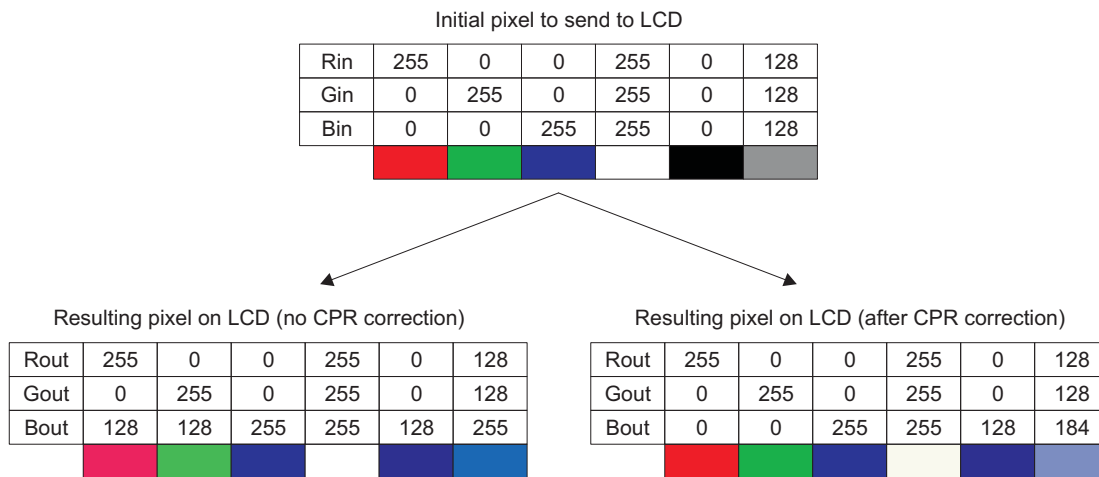 Initial pixel to send to LCD
Rin 255 0 0 255 0 128
Gin 0 255 0 255 0 128
Bin 0 0 255 255 0 128
Resulting pixel on LCD (no CPR correction)
Rout 255 0 0 255 0 128
Gout 0 255 0 255 0 128
Bout 128 128 255 255 128 255
Resulting pixel on LCD (after CPR correction)
Rout 255 0 0 255 0 128
Gout 0 255 0 255 0 128
Bout 0 0 255 255 128 184